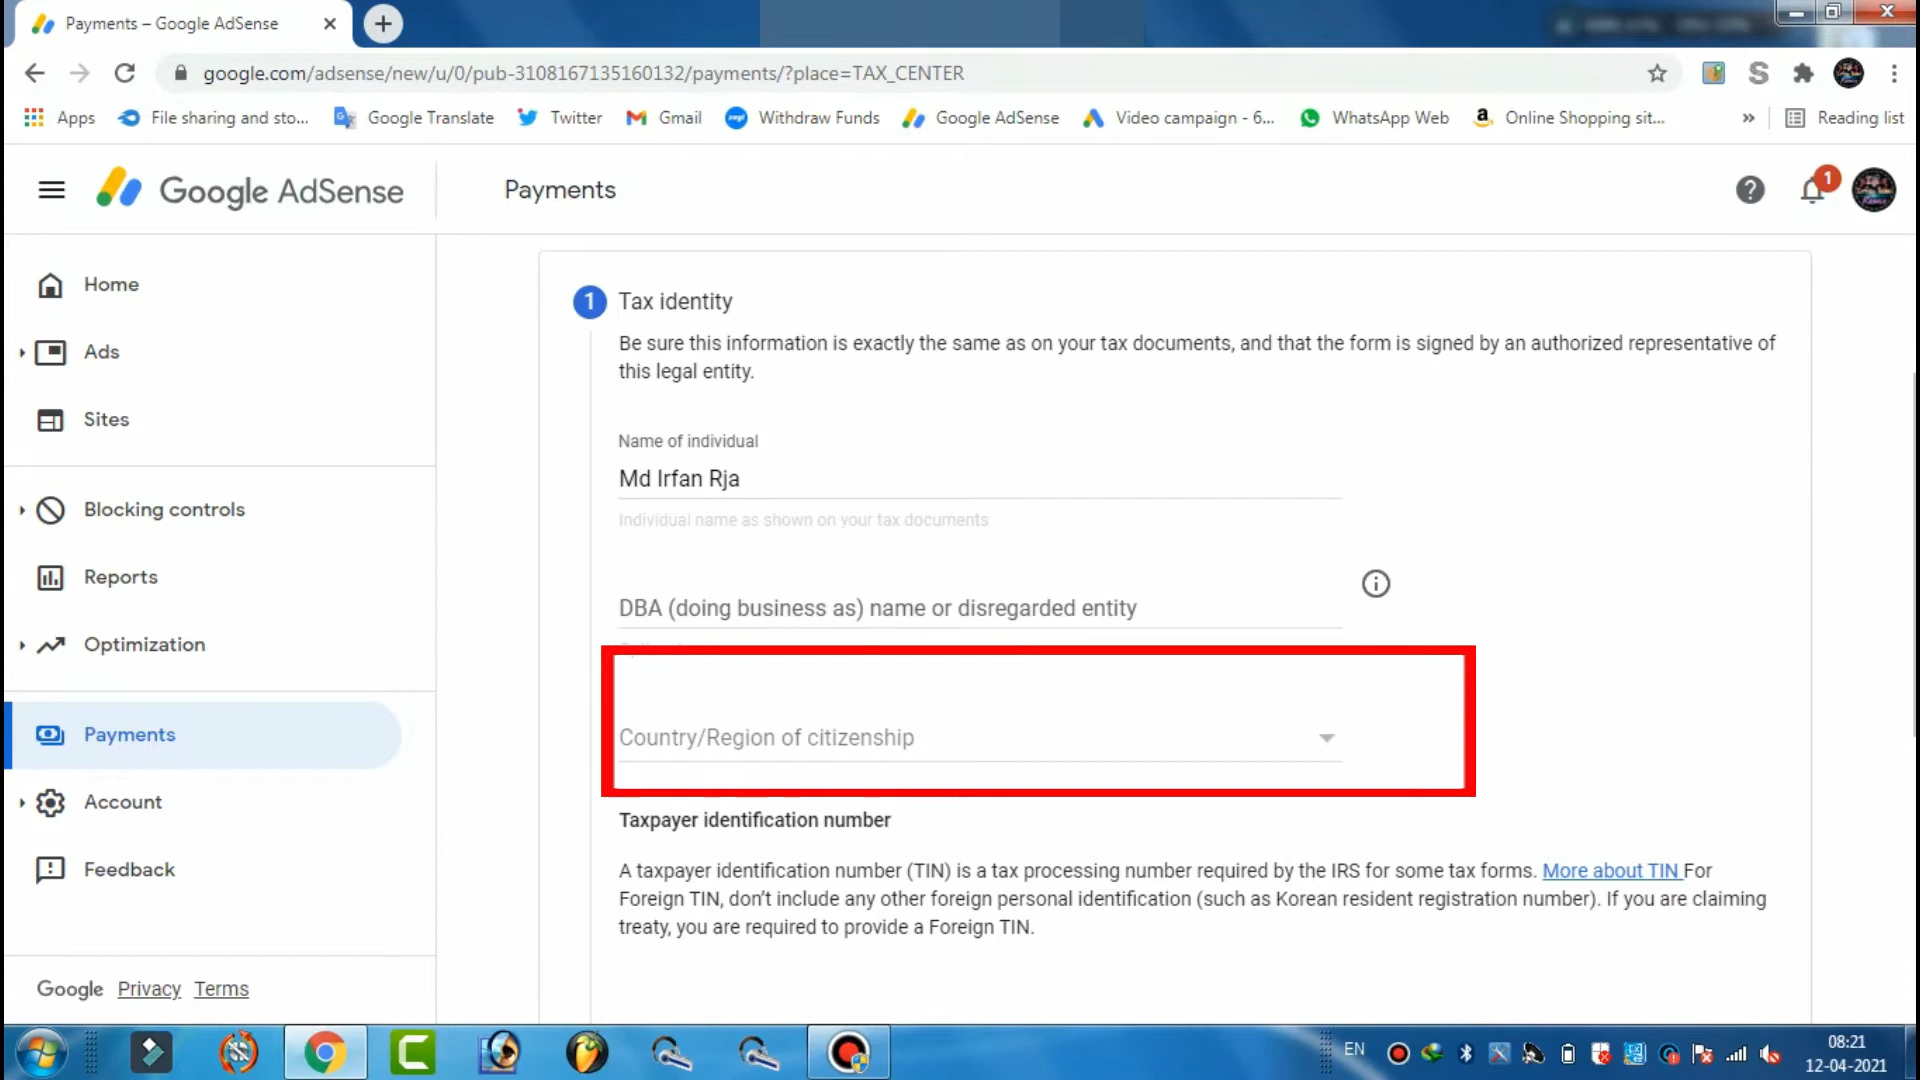 Payments – Google AdSense
google.com/adsense/new/u/0/pub-3108167135160132/payments/?place=TAX_CENTER
Apps File sharing and sto... Google Translate Twitter Gmail Withdraw Funds Google AdSense Video campaign - 6... WhatsApp Web Online Shopping sit... » Reading list
Google AdSense
Payments
1
Home
Ads
Sites
Blocking controls
Reports
Optimization
Payments
Account
Feedback
Google Privacy Terms
1 Tax identity
Be sure this information is exactly the same as on your tax documents, and that the form is signed by an authorized representative of
this legal entity.
Name of individual
Md Irfan Rja
Individual name as shown on your tax documents
DBA (doing business as) name or disregarded entity
Country/Region of citizenship
Taxpayer identification number
A taxpayer identification number (TIN) is a tax processing number required by the IRS for some tax forms. More about TIN For
Foreign TIN, don't include any other foreign personal identification (such as Korean resident registration number). If you are claiming
treaty, you are required to provide a Foreign TIN.
EN
08:21
12-04-2021